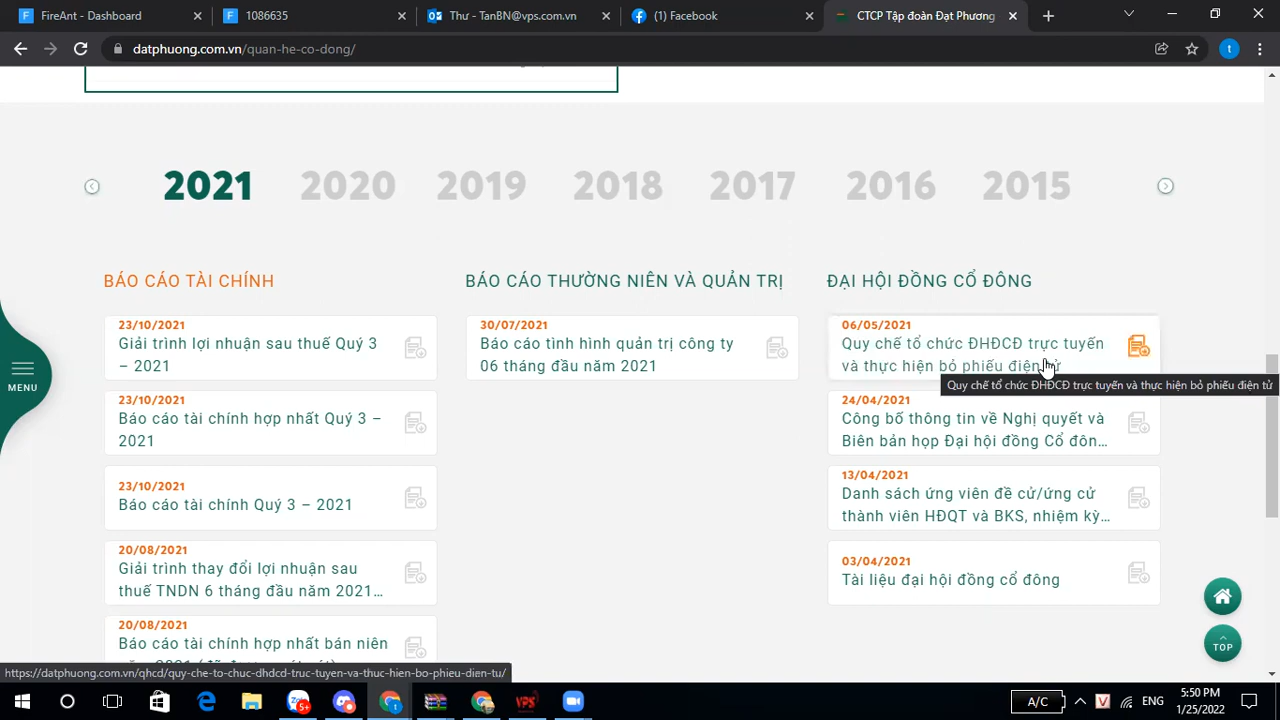 FireAnt - Dashboard
1086635
Thư - TanBN@vps.com.vn
(1) Facebook
CTCP Tập đoàn Đạt Phương
datphuong.com.vn/quan-he-co-dong/
t
2021 2020 2019 2018 2017 2016 2015
BÁO CÁO TÀI CHÍNH
23/10/2021
Giải trình lợi nhuận sau thuế Quý 3
– 2021
23/10/2021
Báo cáo tài chính hợp nhất Quý 3 –
2021
23/10/2021
Báo cáo tài chính Quý 3 – 2021
20/08/2021
Giải trình thay đổi lợi nhuận sau
thuế TNDN 6 tháng đầu năm 2021…
20/08/2021
Báo cáo tài chính hợp nhất bán niên
BÁO CÁO THƯỜNG NIÊN VÀ QUẢN TRỊ
30/07/2021
Báo cáo tình hình quản trị công ty
06 tháng đầu năm 2021
ĐẠI HỘI ĐỒNG CỔ ĐÔNG
06/05/2021
Quy chế tổ chức ĐHĐCĐ trực tuyến
và thực hiện bỏ phiếu điện tử
Quy chế tổ chức ĐHĐCĐ trực tuyến và thực hiện bỏ phiếu điện tử
24/04/2021
Công bố thông tin về Nghị quyết và
Biên bản họp Đại hội đồng Cổ đôn…
13/04/2021
Danh sách ứng viên đề cử/ứng cử
thành viên HĐQT và BKS, nhiệm kỳ…
03/04/2021
Tài liệu đại hội đồng cổ đông
MENU
TOP
https://datphuong.com.vn/qhcd/quy-che-to-chuc-dhdcd-truc-tuyen-va-thuc-hien-bo-phieu-dien-tu/
5+
VPS
A/C
V
ENG
5:50 PM
1/25/2022